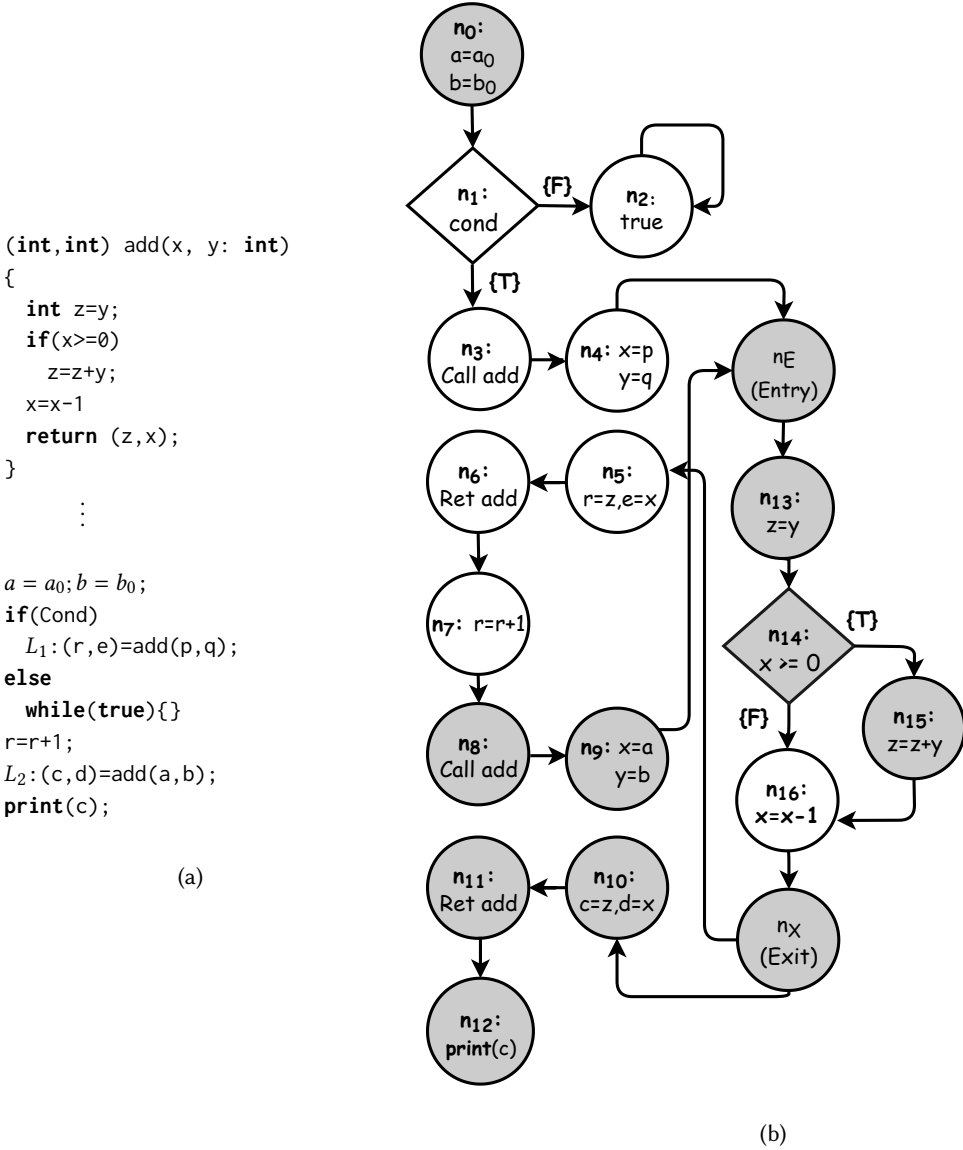 (int,int) add(x, y: int)
{
int z=y;
if(x>=0)
z=z+y;
x=x-1
return (z,x);
}
⋮
a = a₀; b = b₀;
if(Cond)
L₁:(r,e)=add(p,q);
else
while(true){}
r=r+1;
L₂:(c,d)=add(a,b);
print(c);
(a)
n₀:
a=a₀
b=b₀
n₁:
cond
{F}
n₂:
true
{T}
n₃:
Call add
n₄: x=p
y=q
nE
(Entry)
n₆:
Ret add
n₅:
r=z,e=x
n₁₃:
z=y
n₇: r=r+1
n₁₄:
x >= 0
{T}
{F}
n₁₅:
z=z+y
n₈:
Call add
n₉: x=a
y=b
n₁₆:
x=x-1
n₁₁:
Ret add
n₁₀:
c=z,d=x
nX
(Exit)
n₁₂:
print(c)
(b)